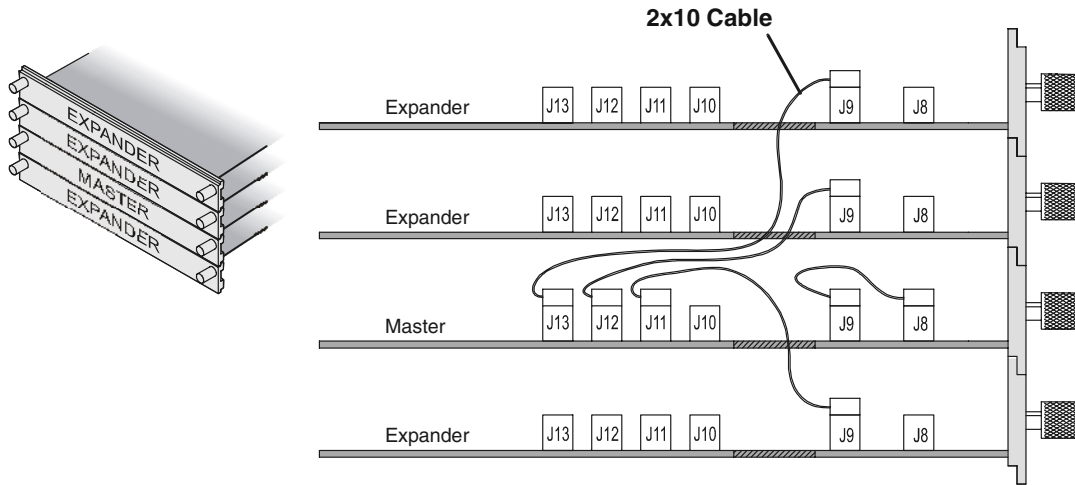 2x10 Cable
EXPANDER
EXPANDER
MASTER
EXPANDER
Expander J13 J12 J11 J10 J9 J8
Expander J13 J12 J11 J10 J9 J8
Master J13 J12 J11 J10 J9 J8
Expander J13 J12 J11 J10 J9 J8